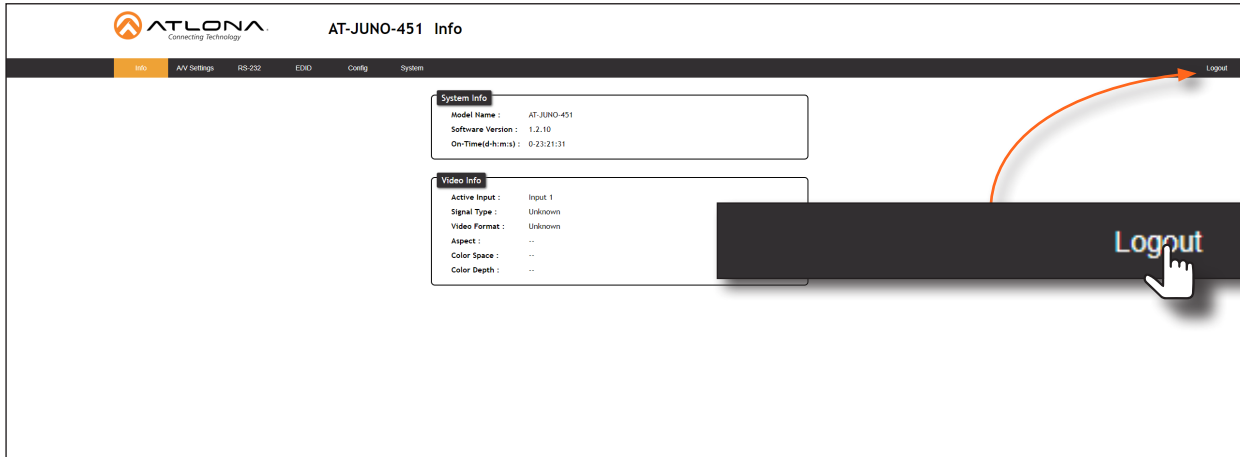 ATLONA.
Connecting Technology
AT-JUNO-451 Info
Info A/V Settings RS-232 EDID Config System Logout
System Info
Model Name : AT-JUNO-451
Software Version : 1.2.10
On-Time(d-h:m:s) : 0-23:21:31
Video Info
Active Input : Input 1
Signal Type : Unknown
Video Format : Unknown
Aspect : --
Color Space : --
Color Depth : --
Logout